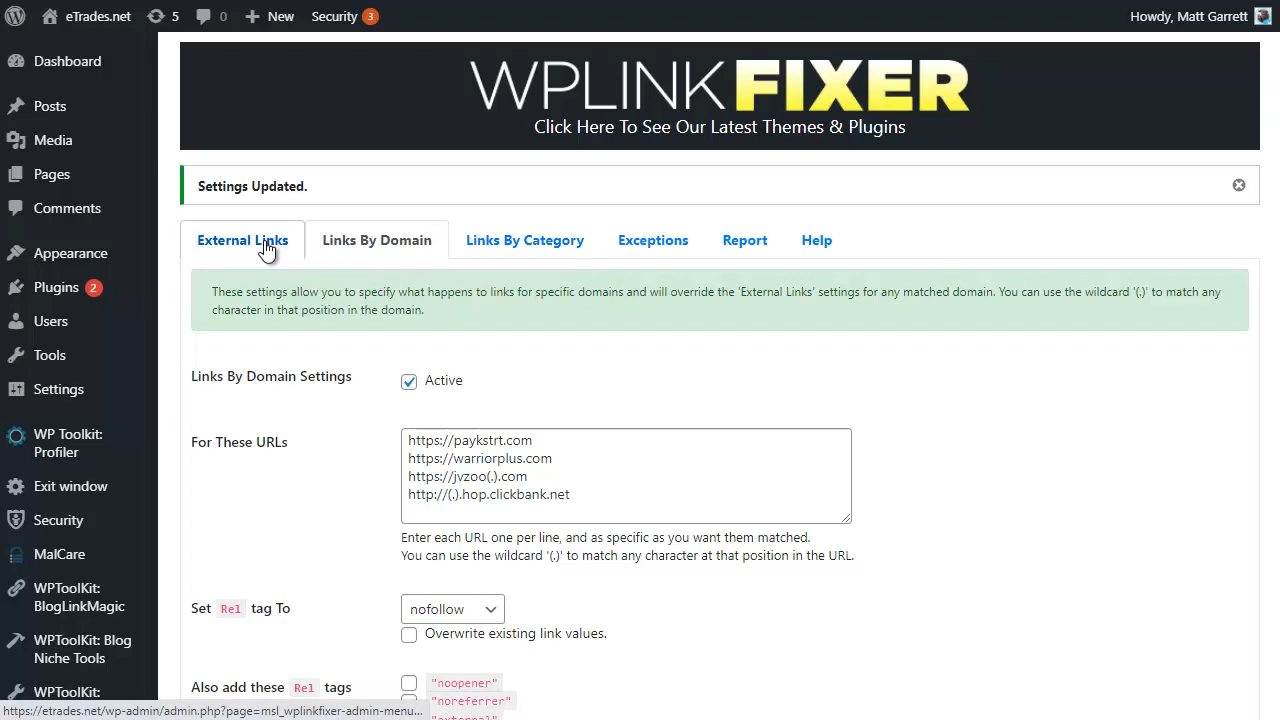 eTrades.net 5 0 New Security 3 Howdy, Matt Garrett
Dashboard
Posts
Media
Pages
Comments
Appearance
Plugins 2
Users
Tools
Settings
WP Toolkit:
Profiler
Exit window
Security
MalCare
WPToolKit:
BlogLinkMagic
WPToolKit: Blog
Niche Tools
WPToolKit:
WPLINKFIXER
Click Here To See Our Latest Themes & Plugins
Settings Updated.
External Links Links By Domain Links By Category Exceptions Report Help
These settings allow you to specify what happens to links for specific domains and will override the 'External Links' settings for any matched domain. You can use the wildcard '(.)' to match any
character in that position in the domain.
Links By Domain Settings Active
For These URLs
https://paykstrt.com
https://warriorplus.com
https://jvzoo(.).com
http://(.).hop.clickbank.net
Enter each URL one per line, and as specific as you want them matched.
You can use the wildcard '(.)' to match any character at that position in the URL.
Set Rel tag To nofollow
Overwrite existing link values.
Also add these Rel tags "noopener"
"noreferrer"
"external"
https://etrades.net/wp-admin/admin.php?page=msl_wplinkfixer-admin-menu...